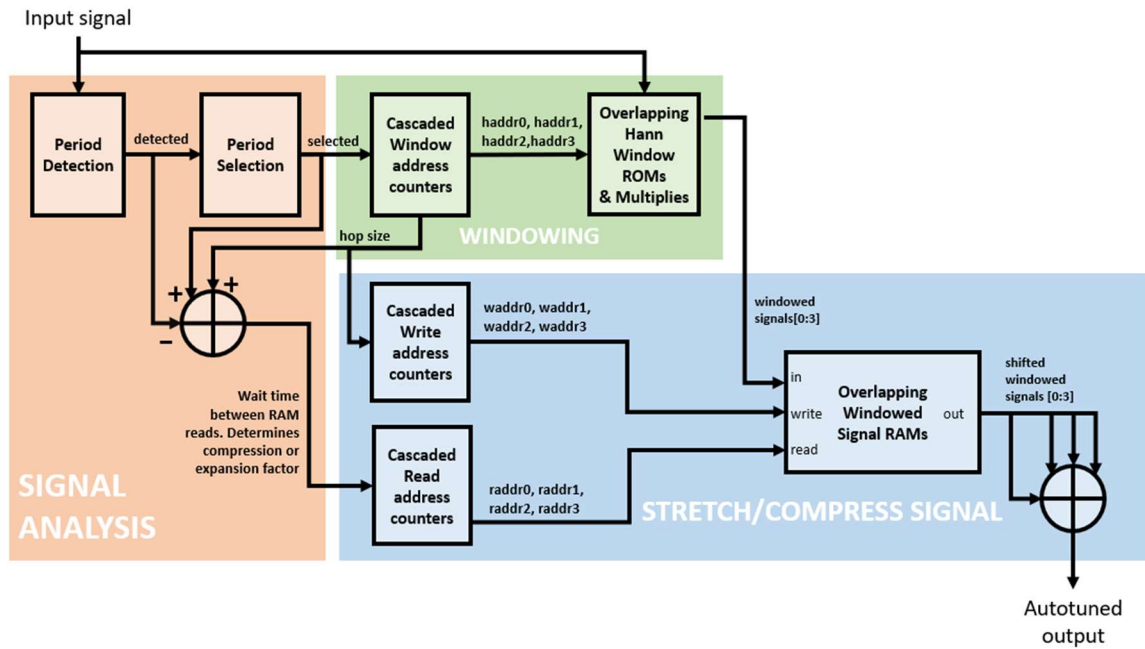 Input signal
Period
Detection
detected
Period
Selection
selected
Cascaded
Window
address
counters
haddr0, haddr1,
haddr2,haddr3
Overlapping
Hann
Window
ROMs
& Multiplies
WINDOWING
hop size
+
+
−
Wait time
between RAM
reads. Determines
compression or
expansion factor
SIGNAL
ANALYSIS
Cascaded
Write
address
counters
waddr0, waddr1,
waddr2, waddr3
Cascaded
Read
address
counters
raddr0, raddr1,
raddr2, raddr3
windowed
signals[0:3]
in
write
read
Overlapping
Windowed
Signal RAMs
out
shifted
windowed
signals [0:3]
STRETCH/COMPRESS SIGNAL
Autotuned
output